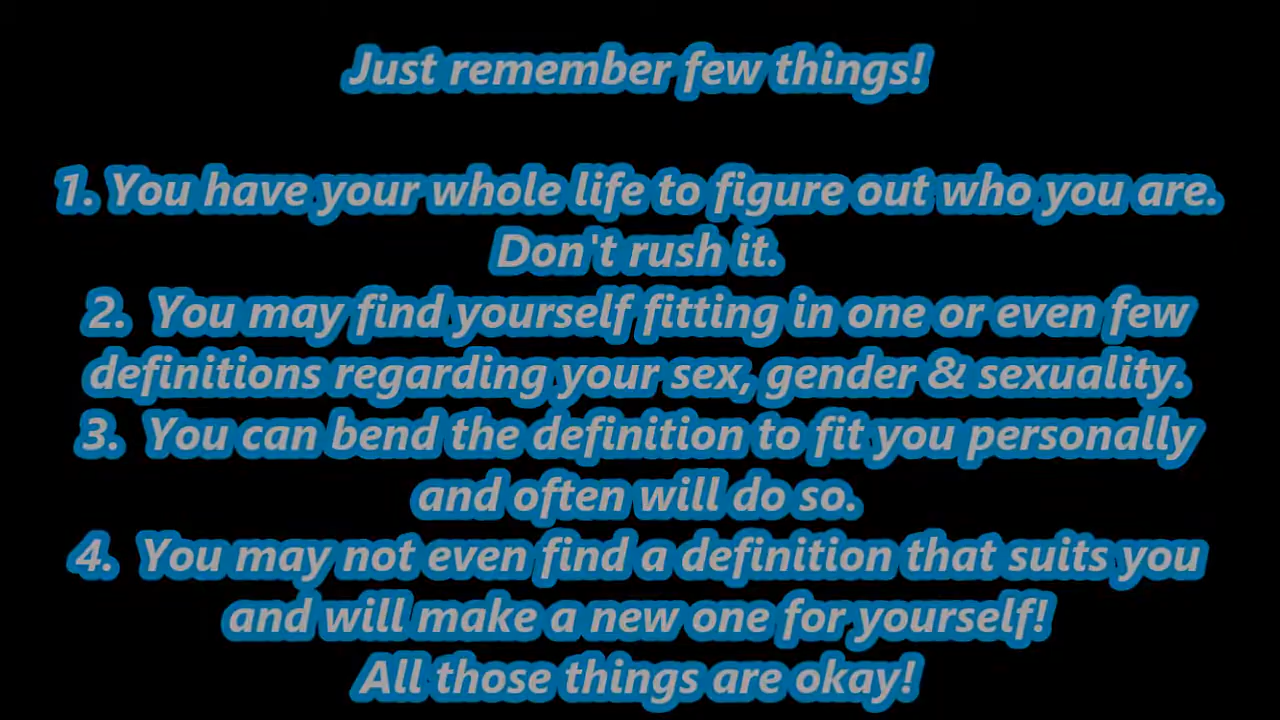 Just remember few things!
1. You have your whole life to figure out who you are.
Don't rush it.
2. You may find yourself fitting in one or even few
definitions regarding your sex, gender & sexuality.
3. You can bend the definition to fit you personally
and often will do so.
4. You may not even find a definition that suits you
and will make a new one for yourself!
All those things are okay!